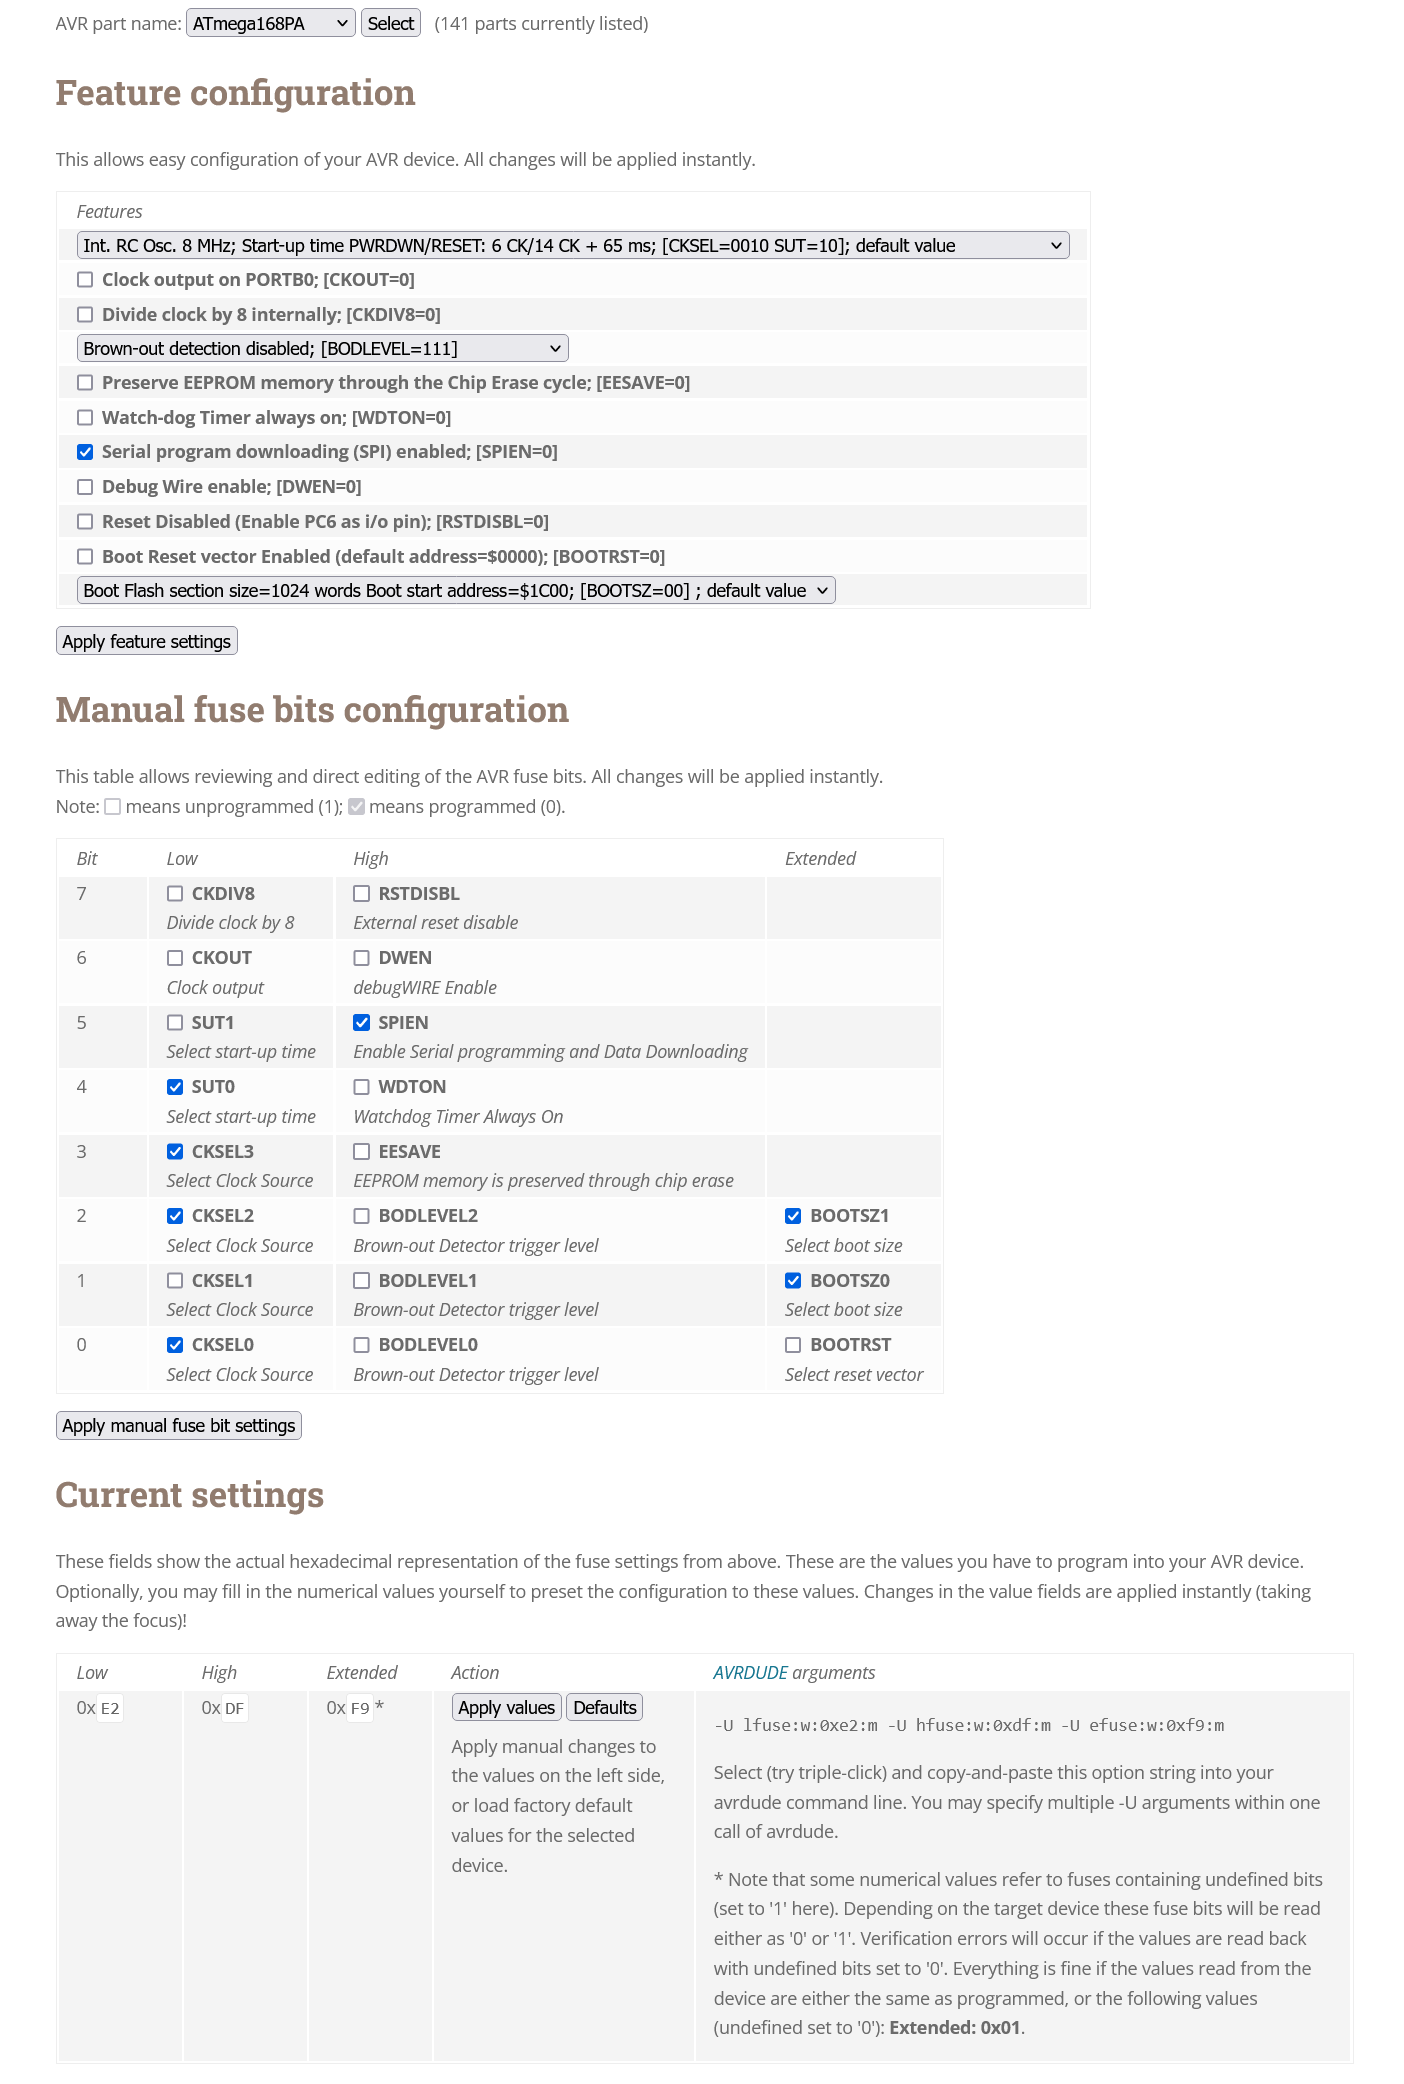 AVR part name: ATmega168PA Select (141 parts currently listed)
Feature configuration
This allows easy configuration of your AVR device. All changes will be applied instantly.
Features
Int. RC Osc. 8 MHz; Start-up time PWRDWN/RESET: 6 CK/14 CK + 65 ms; [CKSEL=0010 SUT=10]; default value
Clock output on PORTB0; [CKOUT=0]
Divide clock by 8 internally; [CKDIV8=0]
Brown-out detection disabled; [BODLEVEL=111]
Preserve EEPROM memory through the Chip Erase cycle; [EESAVE=0]
Watch-dog Timer always on; [WDTON=0]
Serial program downloading (SPI) enabled; [SPIEN=0]
Debug Wire enable; [DWEN=0]
Reset Disabled (Enable PC6 as i/o pin); [RSTDISBL=0]
Boot Reset vector Enabled (default address=$0000); [BOOTRST=0]
Boot Flash section size=1024 words Boot start address=$1C00; [BOOTSZ=00] ; default value
Apply feature settings
Manual fuse bits configuration
This table allows reviewing and direct editing of the AVR fuse bits. All changes will be applied instantly.
Note: means unprogrammed (1); means programmed (0).
Bit Low High Extended
7 CKDIV8 RSTDISBL
Divide clock by 8 External reset disable
6 CKOUT DWEN
Clock output debugWIRE Enable
5 SUT1 SPIEN
Select start-up time Enable Serial programming and Data Downloading
4 SUT0 WDTON
Select start-up time Watchdog Timer Always On
3 CKSEL3 EESAVE
Select Clock Source EEPROM memory is preserved through chip erase
2 CKSEL2 BODLEVEL2 BOOTSZ1
Select Clock Source Brown-out Detector trigger level Select boot size
1 CKSEL1 BODLEVEL1 BOOTSZ0
Select Clock Source Brown-out Detector trigger level Select boot size
0 CKSEL0 BODLEVEL0 BOOTRST
Select Clock Source Brown-out Detector trigger level Select reset vector
Apply manual fuse bit settings
Current settings
These fields show the actual hexadecimal representation of the fuse settings from above. These are the values you have to program into your AVR device.
Optionally, you may fill in the numerical values yourself to preset the configuration to these values. Changes in the value fields are applied instantly (taking
away the focus)!
Low High Extended Action AVRDUDE arguments
0x E2 0x DF 0x F9 * Apply values Defaults
Apply manual changes to
the values on the left side,
or load factory default
values for the selected
device.
-U lfuse:w:0xe2:m -U hfuse:w:0xdf:m -U efuse:w:0xf9:m
Select (try triple-click) and copy-and-paste this option string into your
avrdude command line. You may specify multiple -U arguments within one
call of avrdude.
* Note that some numerical values refer to fuses containing undefined bits
(set to '1' here). Depending on the target device these fuse bits will be read
either as '0' or '1'. Verification errors will occur if the values are read back
with undefined bits set to '0'. Everything is fine if the values read from the
device are either the same as programmed, or the following values
(undefined set to '0'): Extended: 0x01.